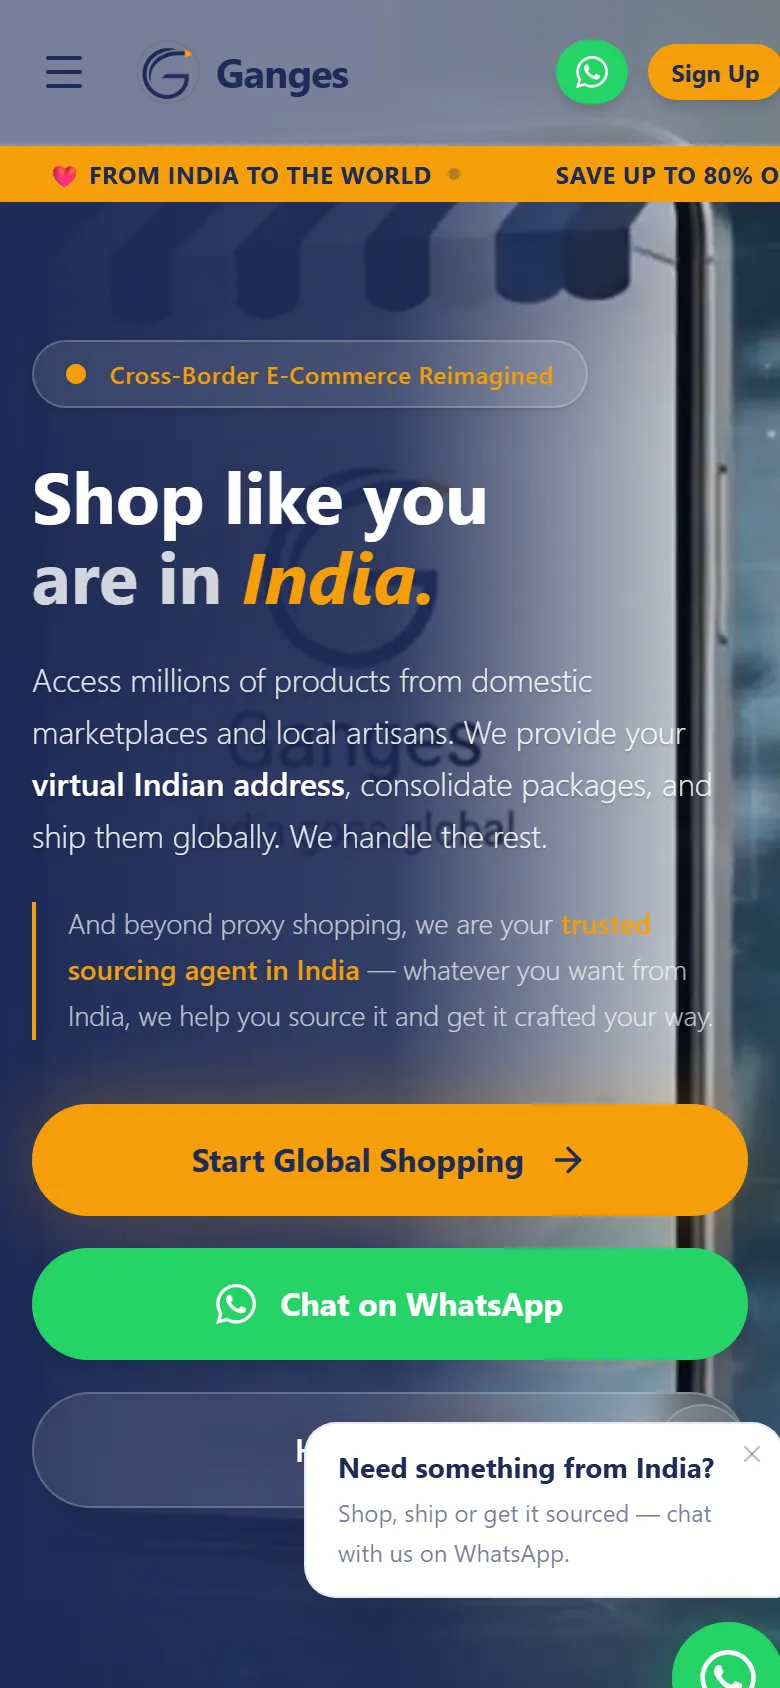 Ganges
Sign Up
FROM INDIA TO THE WORLD
SAVE UP TO 80% O
Cross-Border E-Commerce Reimagined
Shop like you
are in India.
Ganges
India goes global
Access millions of products from domestic
marketplaces and local artisans. We provide your
virtual Indian address, consolidate packages, and
ship them globally. We handle the rest.
And beyond proxy shopping, we are your trusted
sourcing agent in India — whatever you want from
India, we help you source it and get it crafted your way.
Start Global Shopping
Chat on WhatsApp
Need something from India?
Shop, ship or get it sourced — chat
with us on WhatsApp.